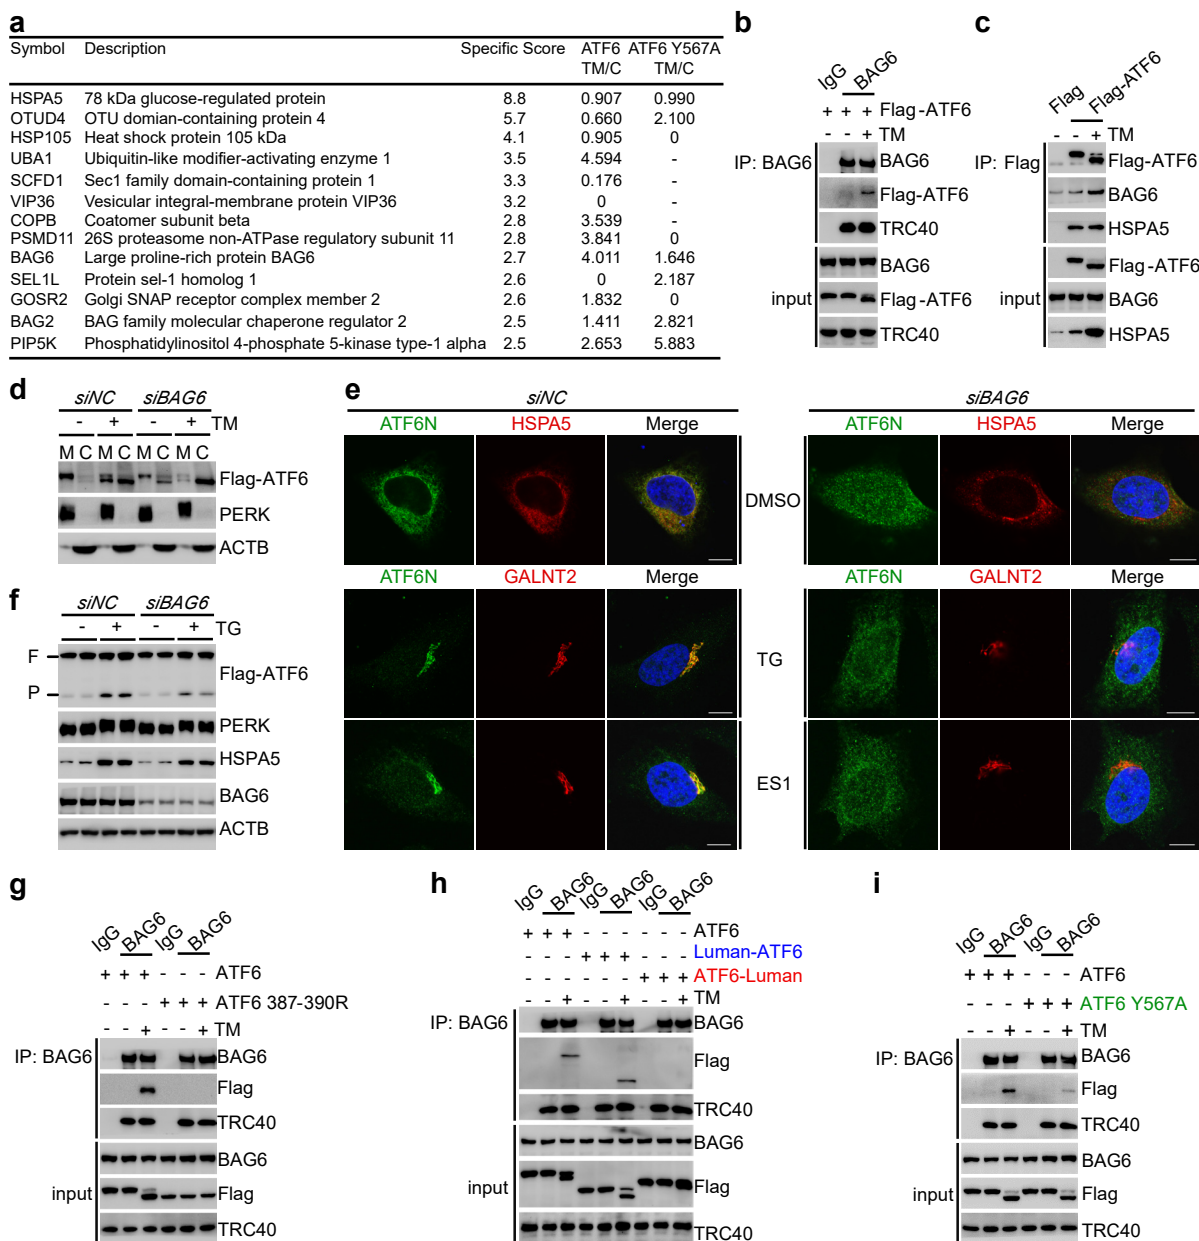 a
Symbol Description Specific Score ATF6 TM/C ATF6 Y567A TM/C
HSPA5 78 kDa glucose-regulated protein 8.8 0.907 0.990
OTUD4 OTU domian-containing protein 4 5.7 0.660 2.100
HSP105 Heat shock protein 105 kDa 4.1 0.905 0
UBA1 Ubiquitin-like modifier-activating enzyme 1 3.5 4.594 -
SCFD1 Sec1 family domain-containing protein 1 3.3 0.176 -
VIP36 Vesicular integral-membrane protein VIP36 3.2 0 -
COPB Coatomer subunit beta 2.8 3.539 -
PSMD11 26S proteasome non-ATPase regulatory subunit 11 2.8 3.841 0
BAG6 Large proline-rich protein BAG6 2.7 4.011 1.646
SEL1L Protein sel-1 homolog 1 2.6 0 2.187
GOSR2 Golgi SNAP receptor complex member 2 2.6 1.832 0
BAG2 BAG family molecular chaperone regulator 2 2.5 1.411 2.821
PIP5K Phosphatidylinositol 4-phosphate 5-kinase type-1 alpha 2.5 2.653 5.883
b
IgG BAG6
+ + + Flag-ATF6
- - + TM
IP: BAG6
BAG6
Flag-ATF6
TRC40
input
BAG6
Flag-ATF6
TRC40
c
Flag Flag-ATF6
- - + TM
IP: Flag
Flag-ATF6
BAG6
HSPA5
input
Flag-ATF6
BAG6
HSPA5
d
siNC siBAG6
- + - + TM
M C M C M C M C
Flag-ATF6
PERK
ACTB
e
siNC siBAG6
ATF6N HSPA5 Merge ATF6N HSPA5 Merge
DMSO
ATF6N GALNT2 Merge ATF6N GALNT2 Merge
TG
ES1
f
siNC siBAG6
- + - + TG
F
Flag-ATF6
P
PERK
HSPA5
BAG6
ACTB
g
IgG BAG6 IgG BAG6
+ + + - - - ATF6
- - - + + + ATF6 387-390R
- - + - - + TM
IP: BAG6
BAG6
Flag
TRC40
input
BAG6
Flag
TRC40
h
IgG BAG6 IgG BAG6 IgG BAG6
+ + + - - - - - - ATF6
- - - + + + - - - Luman-ATF6
- - - - - - + + + ATF6-Luman
- - + - - + - - + TM
IP: BAG6
BAG6
Flag
TRC40
input
BAG6
Flag
TRC40
i
IgG BAG6 IgG BAG6
+ + + - - - ATF6
- - - + + + ATF6 Y567A
- - + - - + TM
IP: BAG6
BAG6
Flag
TRC40
input
BAG6
Flag
TRC40